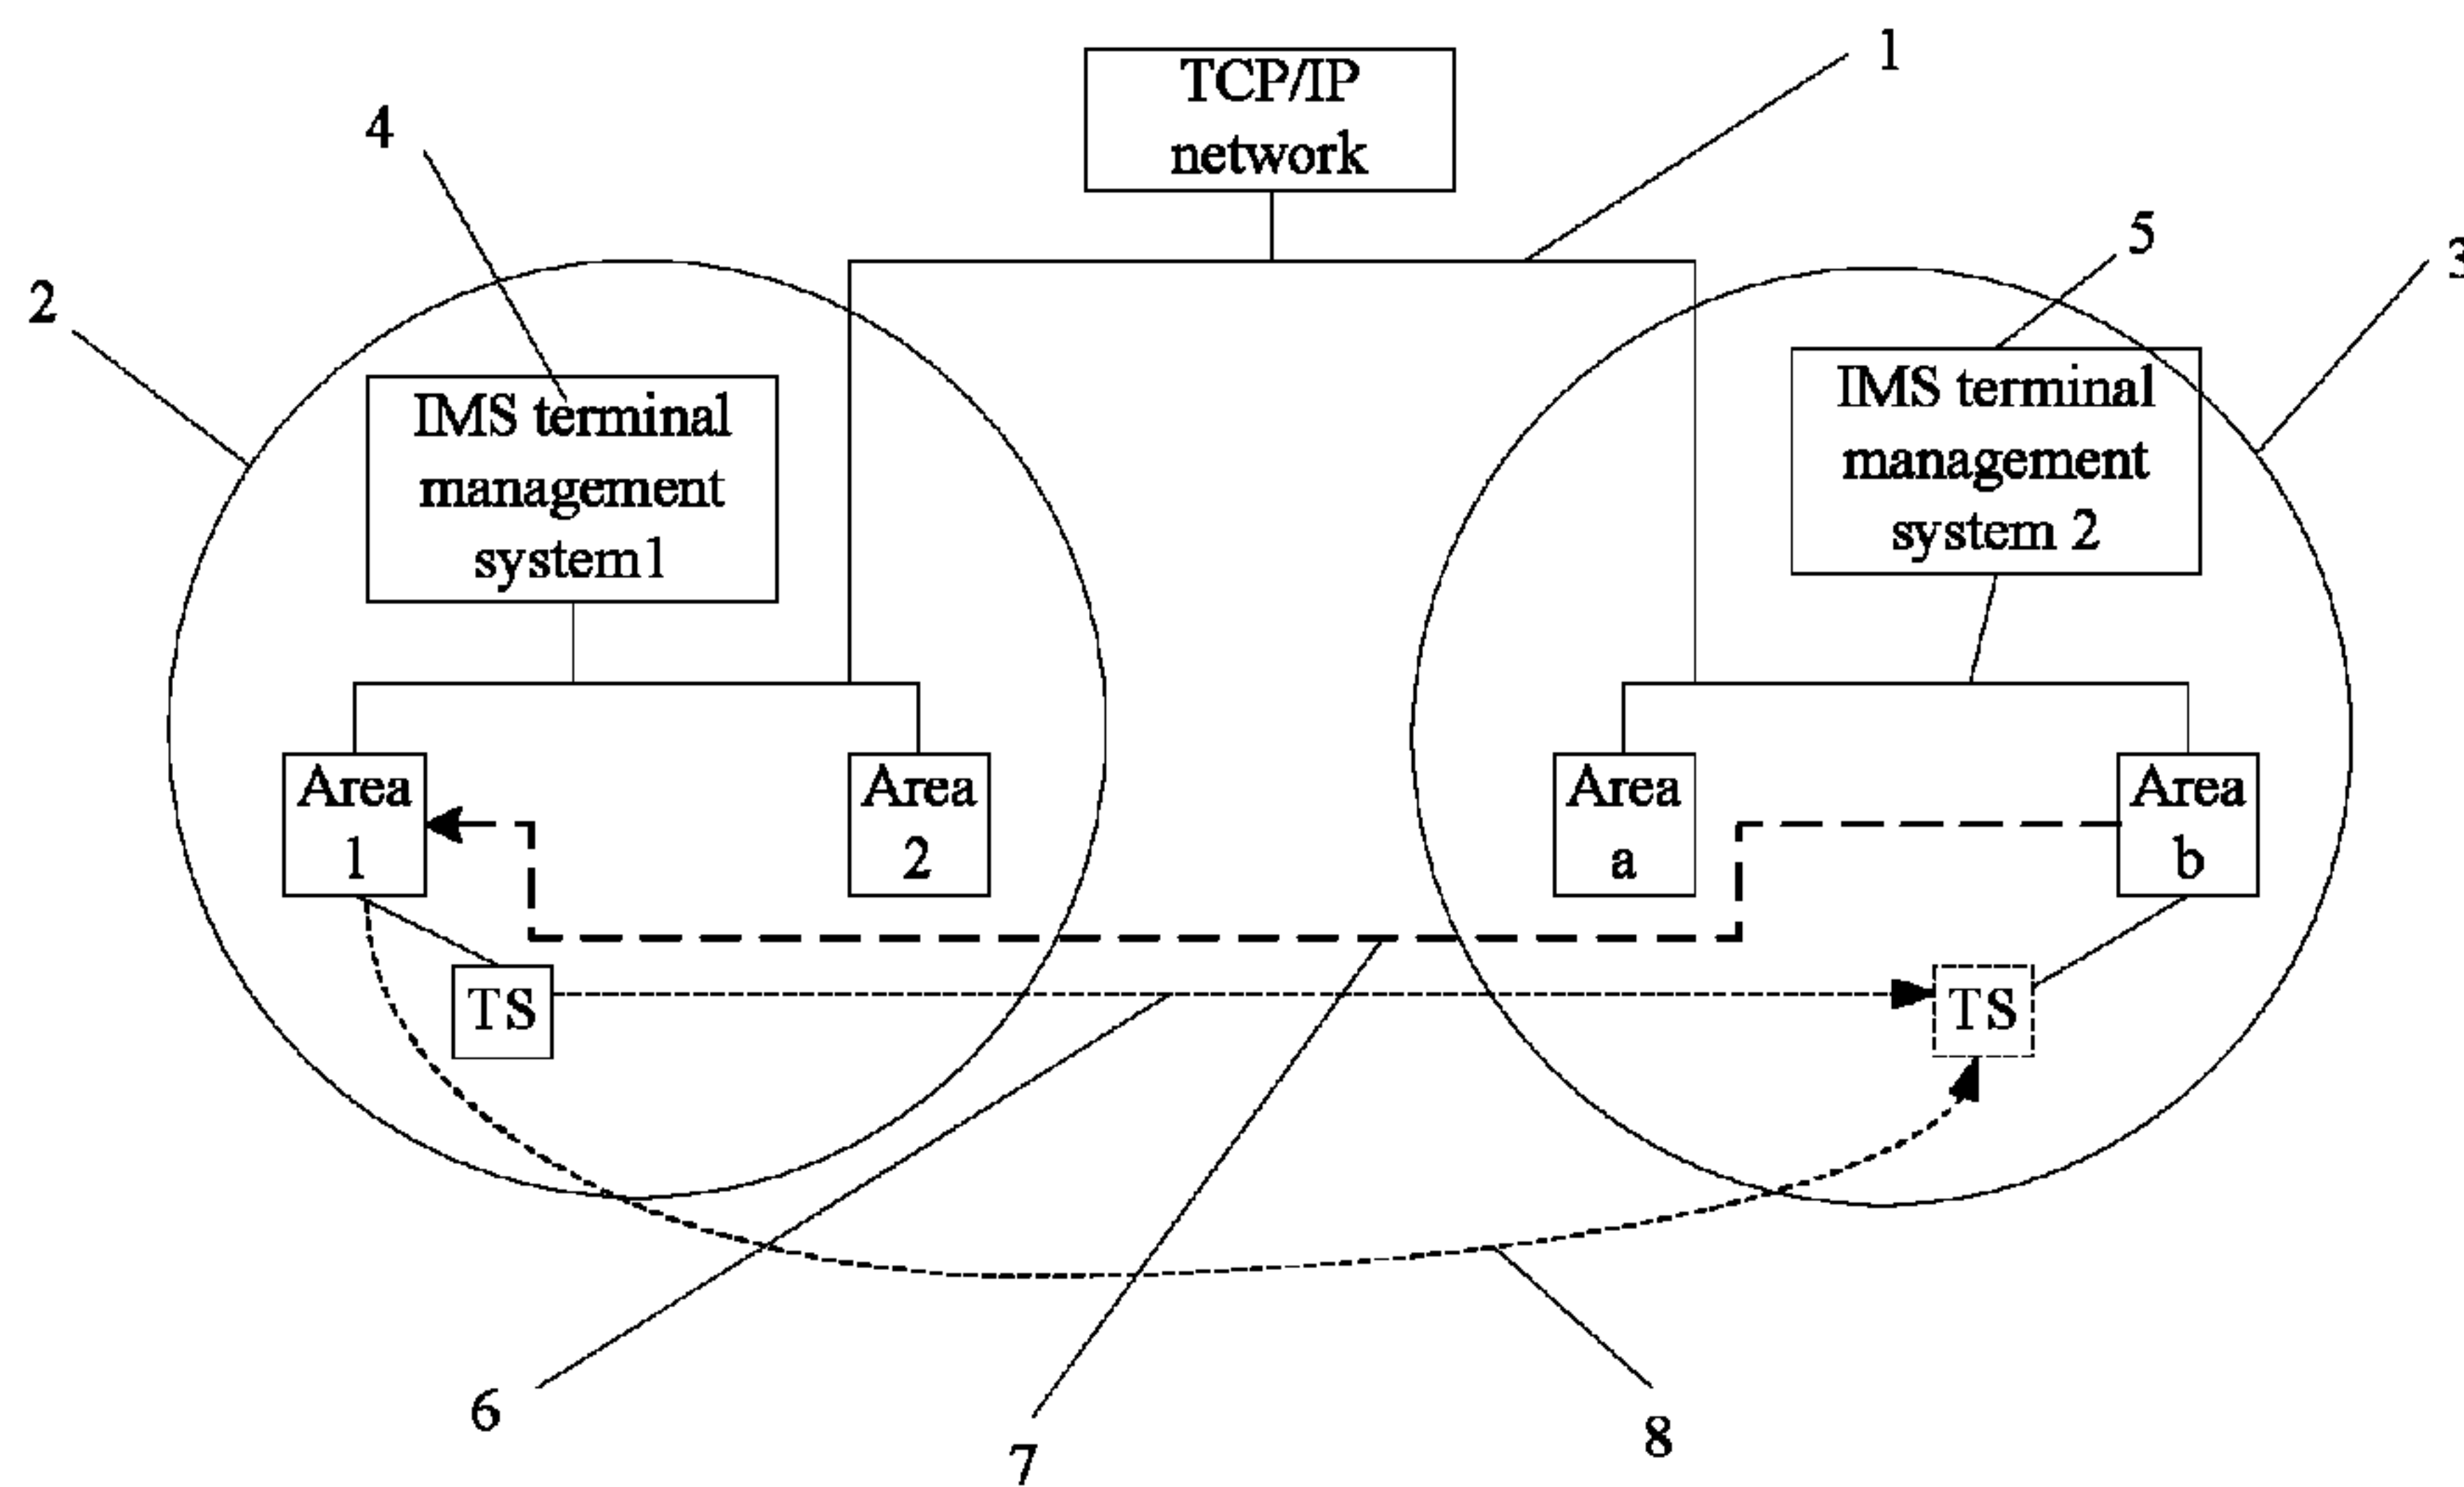 TCP/IP
network
1
4
5
3
2
IMS terminal
management
system1
IMS terminal
management
system 2
Area
1
Area
2
Area
a
Area
b
TS
TS
6
7
8